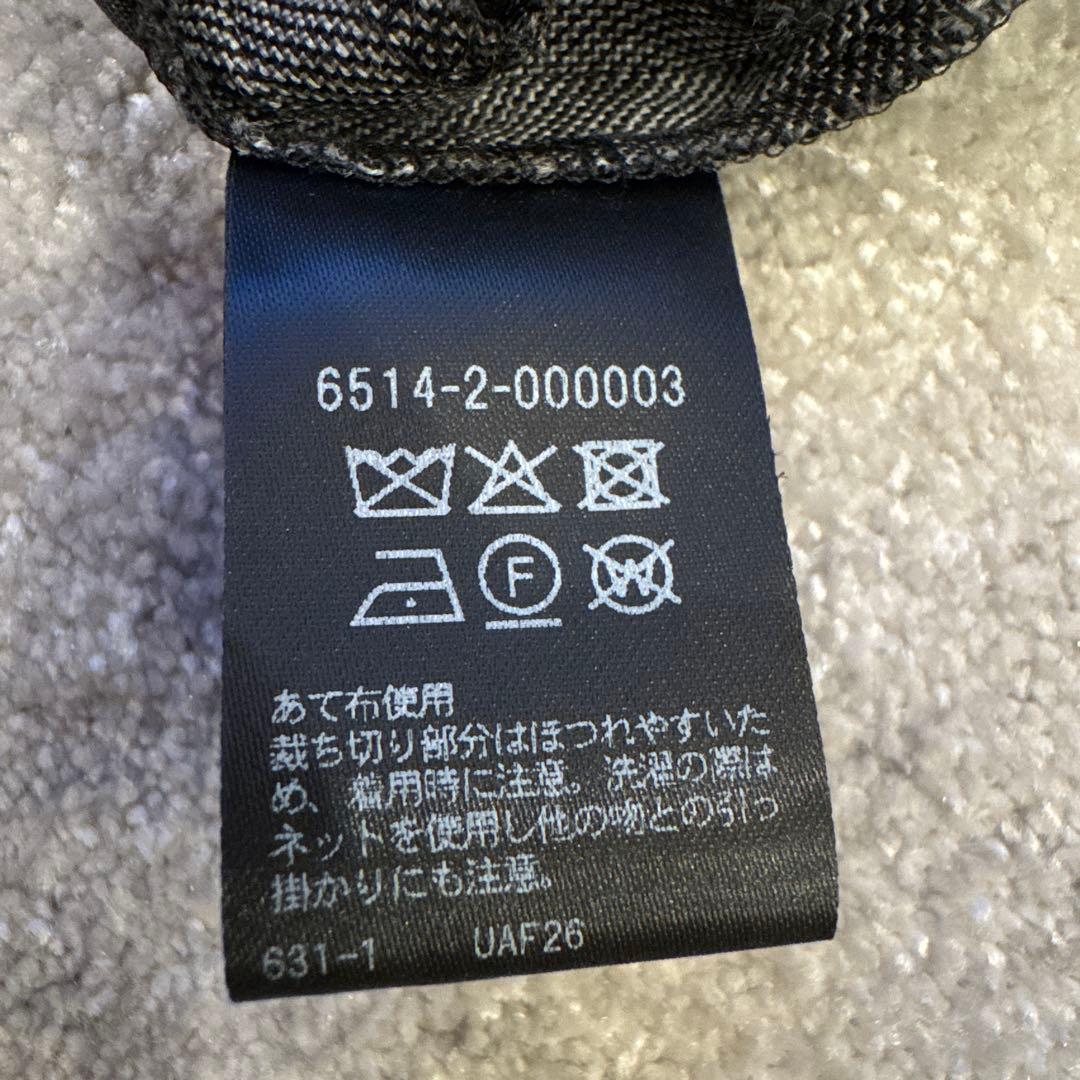 6514-2-000003
F
W
あて布使用
裁ち切り部分はほつれやすいた
め、着用時に注意。洗濯の際は
ネットを使用し他の物との引っ
掛かりにも注意。
631-1 UAF26